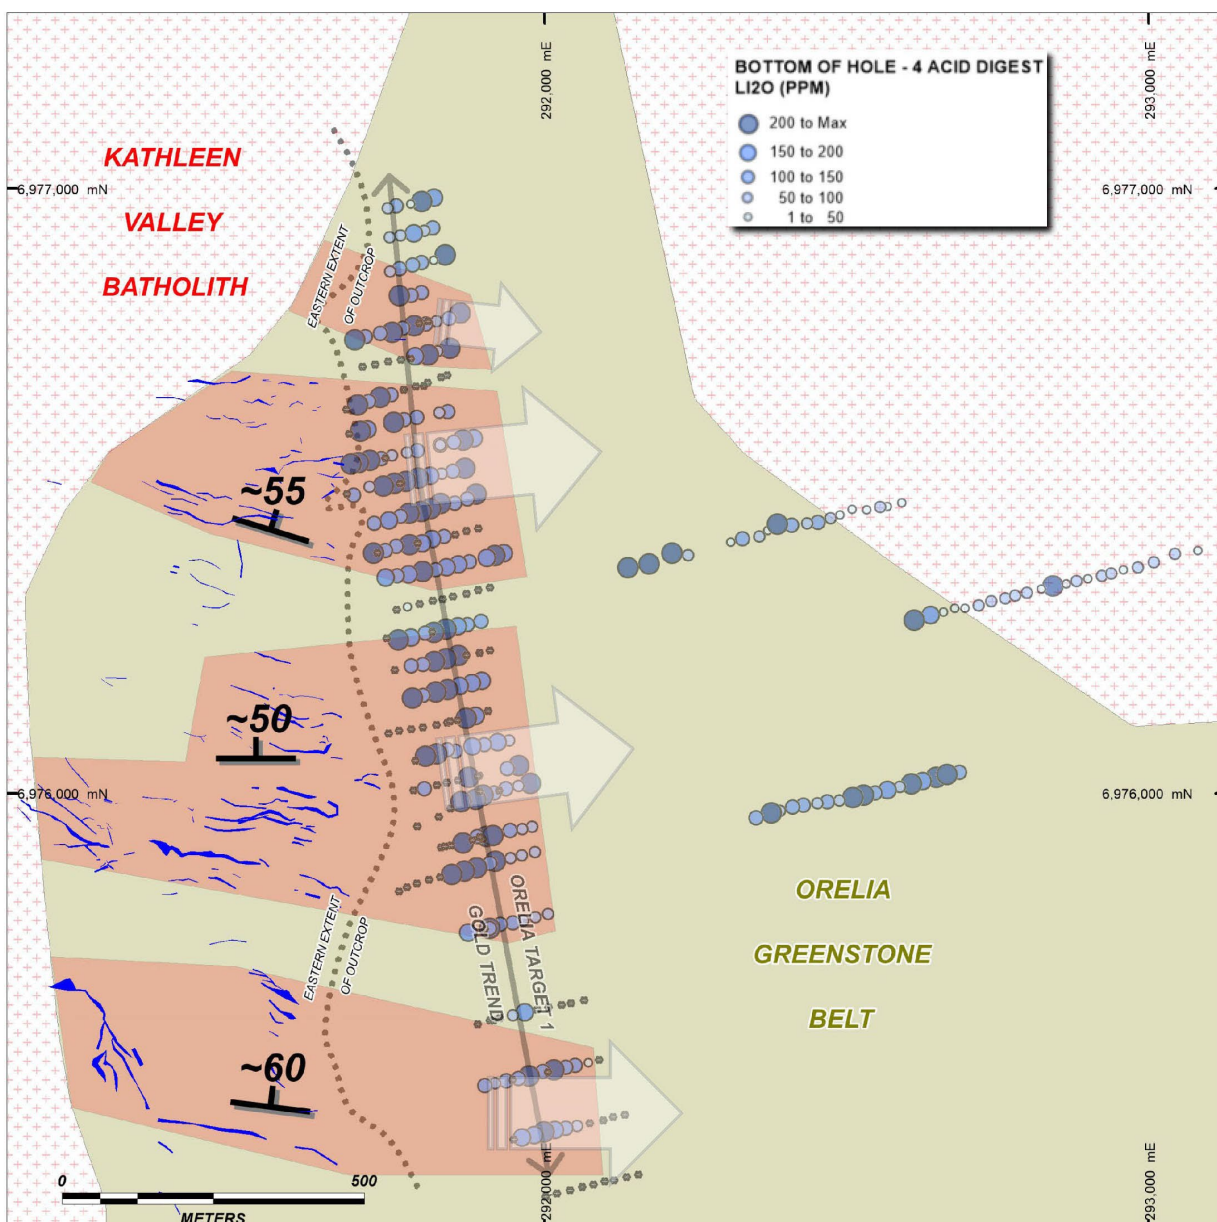 292,000 mE
293,000 mE
BOTTOM OF HOLE - 4 ACID DIGEST
LI2O (PPM)
200 to Max
150 to 200
100 to 150
50 to 100
1 to 50
KATHLEEN
VALLEY
BATHOLITH
6,977,000 mN
6,977,000 mN
EASTERN EXTENT
OF OUTCROP
~55
~50
6,976,000 mN
6,976,000 mN
ORELIA
GREENSTONE
BELT
ORELIA TARGET 1
GOLD TREND
EASTERN EXTENT
OF OUTCROP
~60
292,000 mE
293,000 mE
0 500
METERS